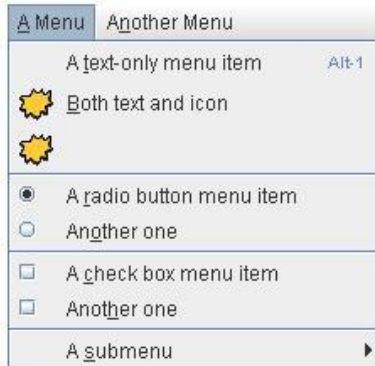 A Menu Another Menu
A text-only menu item Alt-1
Both text and icon
A radio button menu item
Another one
A check box menu item
Another one
A submenu